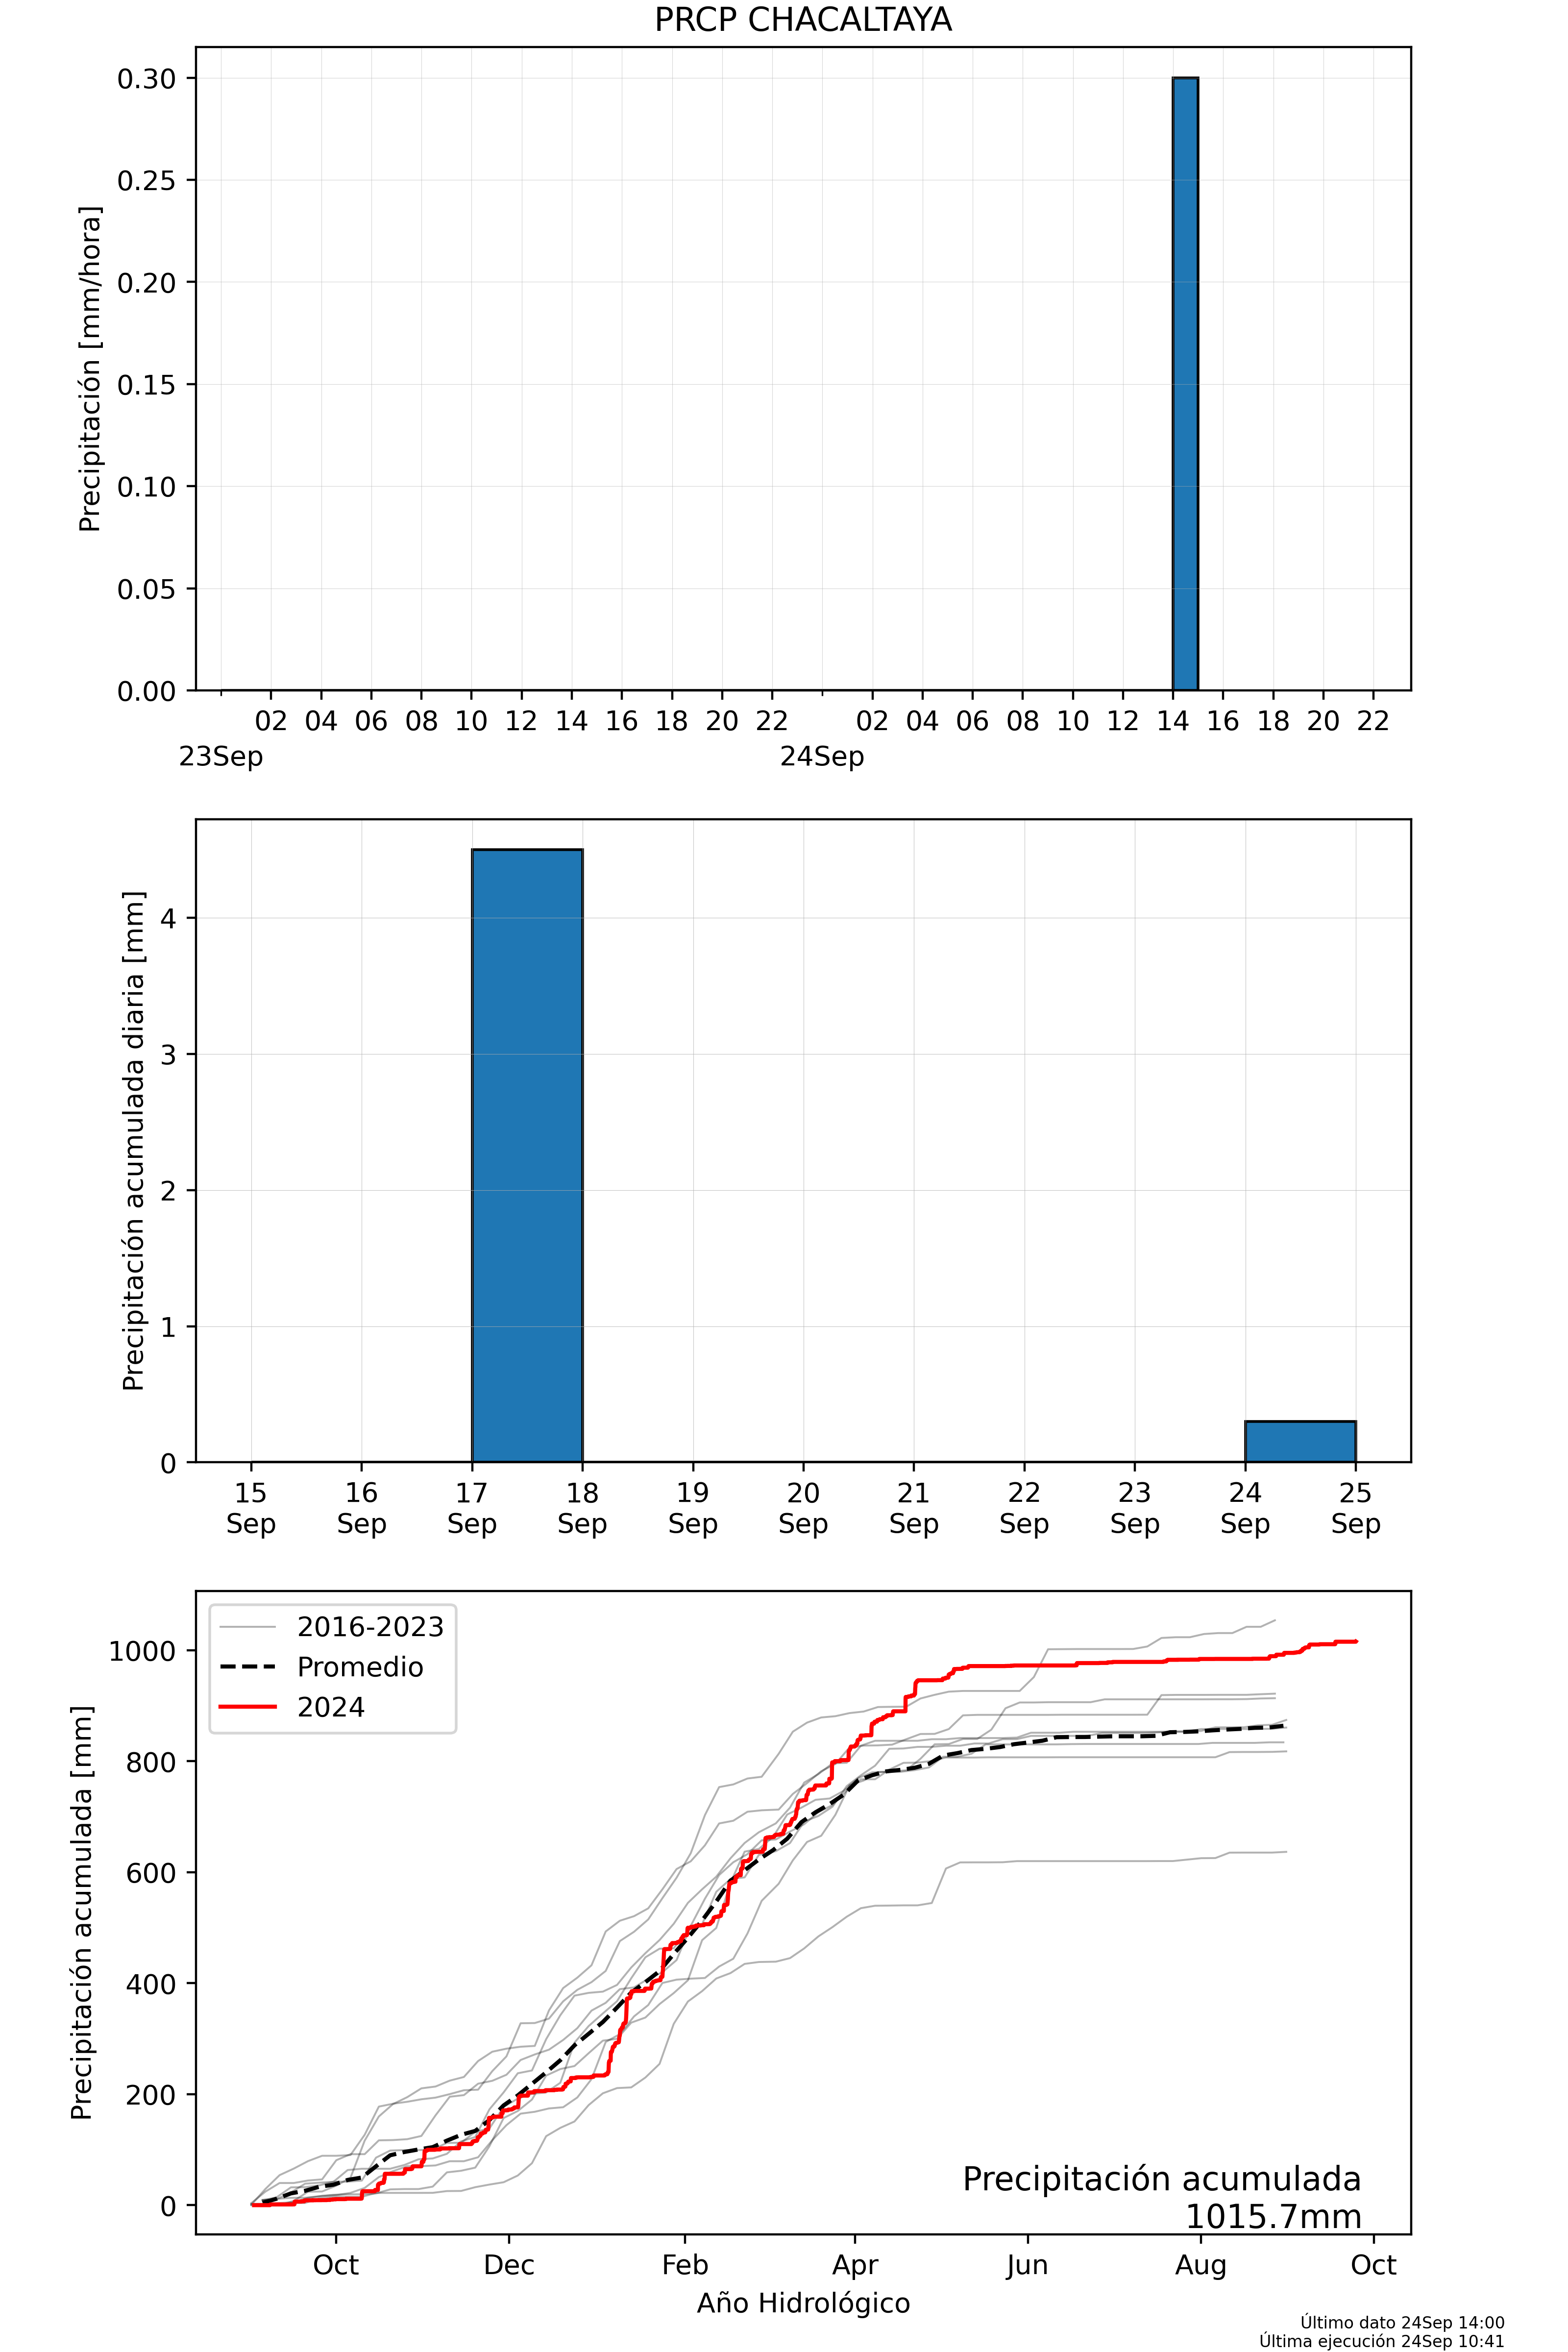 PRCP CHACALTAYA
Precipitación [mm/hora]
0.30
0.25
0.20
0.15
0.10
0.05
0.00
02 04 06 08 10 12 14 16 18 20 22 02 04 06 08 10 12 14 16 18 20 22
23Sep 24Sep
Precipitación acumulada diaria [mm]
4
3
2
1
0
15 16 17 18 19 20 21 22 23 24 25
Sep Sep Sep Sep Sep Sep Sep Sep Sep Sep Sep
Precipitación acumulada [mm]
1000
800
600
400
200
0
2016-2023
Promedio
2024
Precipitación acumulada
1015.7mm
Oct Dec Feb Apr Jun Aug Oct
Año Hidrológico
Último dato 24Sep 14:00
Última ejecución 24Sep 10:41